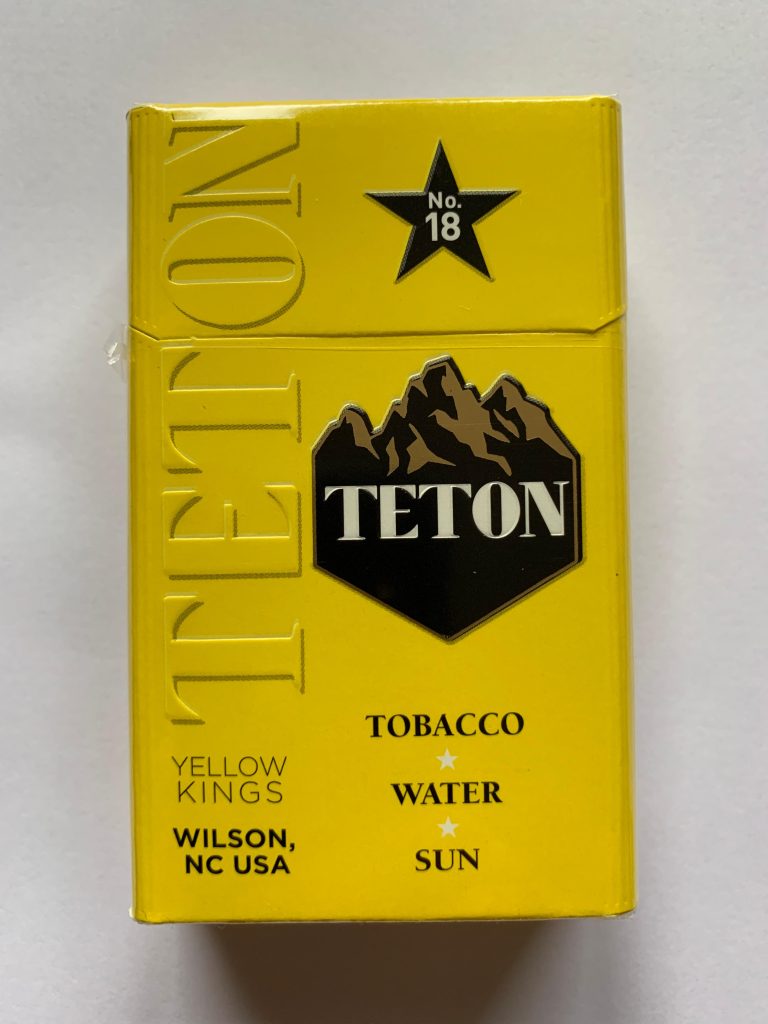 TETON
No.
18
TETON
TOBACCO
WATER
SUN
YELLOW
KINGS
WILSON,
NC USA